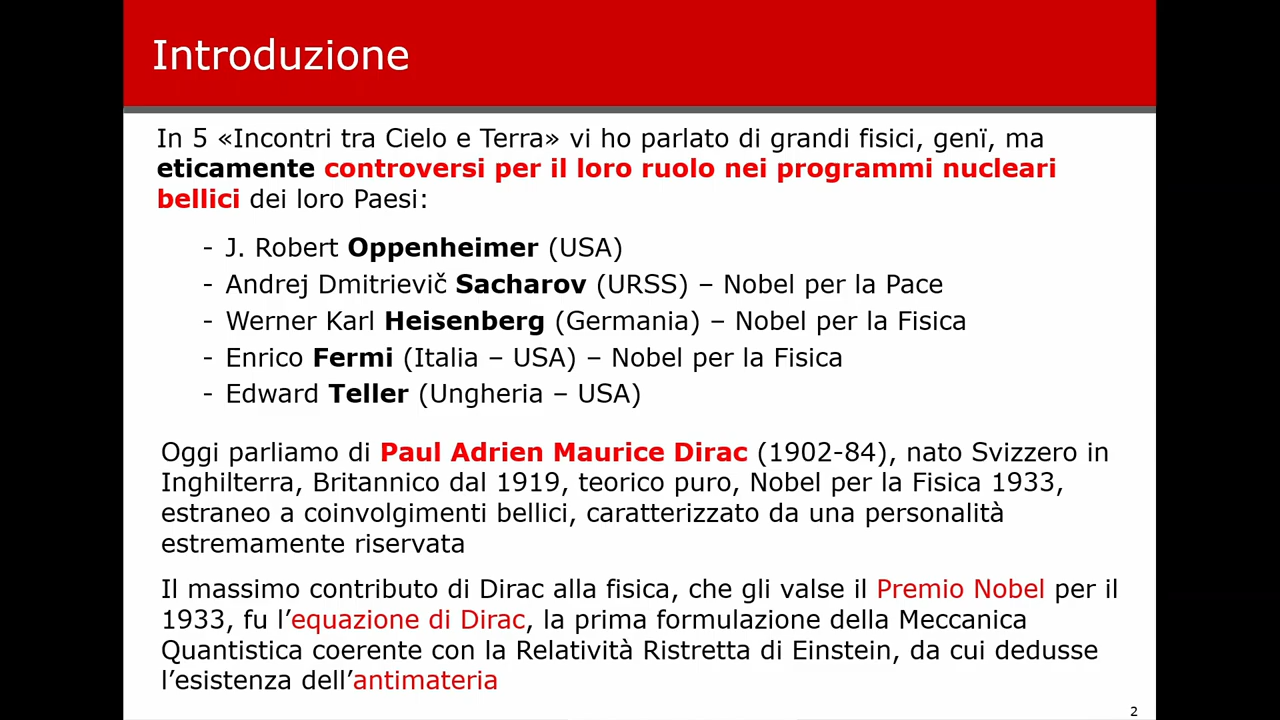 Introduzione
In 5 «Incontri tra Cielo e Terra» vi ho parlato di grandi fisici, genï, ma
eticamente controversi per il loro ruolo nei programmi nucleari
bellici dei loro Paesi:
- J. Robert Oppenheimer (USA)
- Andrej Dmitrievič Sacharov (URSS) – Nobel per la Pace
- Werner Karl Heisenberg (Germania) – Nobel per la Fisica
- Enrico Fermi (Italia – USA) – Nobel per la Fisica
- Edward Teller (Ungheria – USA)
Oggi parliamo di Paul Adrien Maurice Dirac (1902-84), nato Svizzero in
Inghilterra, Britannico dal 1919, teorico puro, Nobel per la Fisica 1933,
estraneo a coinvolgimenti bellici, caratterizzato da una personalità
estremamente riservata
Il massimo contributo di Dirac alla fisica, che gli valse il Premio Nobel per il
1933, fu l’equazione di Dirac, la prima formulazione della Meccanica
Quantistica coerente con la Relatività Ristretta di Einstein, da cui dedusse
l’esistenza dell’antimateria
2